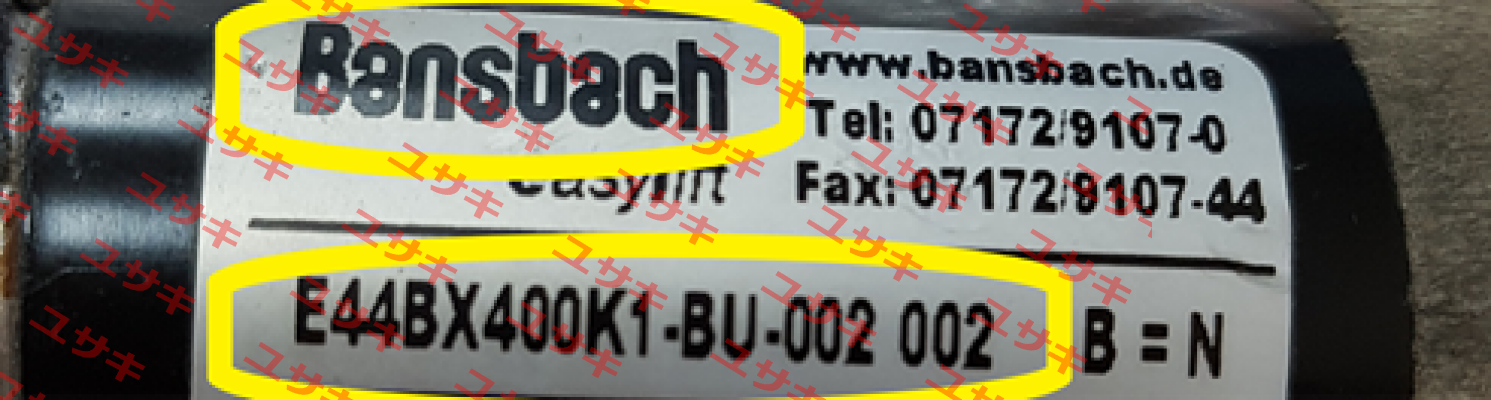 Bansbach
www.bansbach.de
Tel: 07172/9107-0
easylift
Fax: 07172/9107-44
E44BX400K1-BU-002 002 B = N
ユサキ